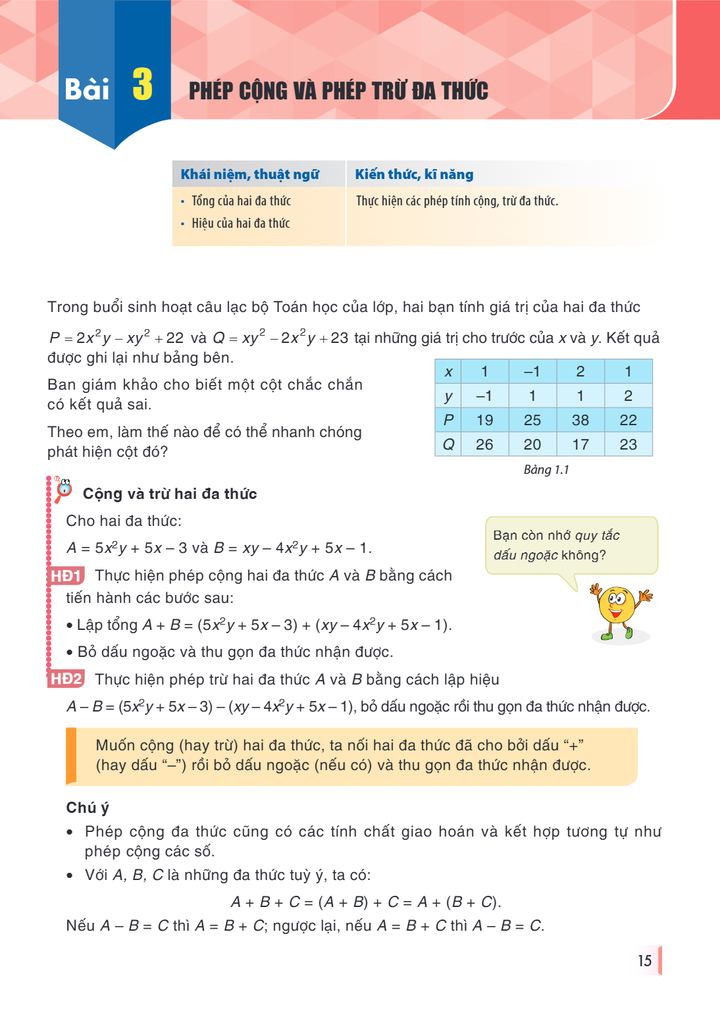 Bài 3
PHÉP CỘNG VÀ PHÉP TRỪ ĐA THỨC
Khái niệm, thuật ngữ
• Tổng của hai đa thức
• Hiệu của hai đa thức
Kiến thức, kĩ năng
Thực hiện các phép tính cộng, trừ đa thức.
Trong buổi sinh hoạt câu lạc bộ Toán học của lớp, hai bạn tính giá trị của hai đa thức
P = 2x²y − xy² + 22 và Q = xy² − 2x²y + 23 tại những giá trị cho trước của x và y. Kết quả
được ghi lại như bảng bên.
Ban giám khảo cho biết một cột chắc chắn
có kết quả sai.
Theo em, làm thế nào để có thể nhanh chóng
phát hiện cột đó?
x 1 –1 2 1
y –1 1 1 2
P 19 25 38 22
Q 26 20 17 23
Bảng 1.1
Cộng và trừ hai đa thức
Cho hai đa thức:
A = 5x²y + 5x – 3 và B = xy – 4x²y + 5x – 1.
Bạn còn nhớ quy tắc
dấu ngoặc không?
HĐ1 Thực hiện phép cộng hai đa thức A và B bằng cách
tiến hành các bước sau:
• Lập tổng A + B = (5x²y + 5x – 3) + (xy – 4x²y + 5x – 1).
• Bỏ dấu ngoặc và thu gọn đa thức nhận được.
HĐ2 Thực hiện phép trừ hai đa thức A và B bằng cách lập hiệu
A – B = (5x²y + 5x – 3) – (xy – 4x²y + 5x – 1), bỏ dấu ngoặc rồi thu gọn đa thức nhận được.
Muốn cộng (hay trừ) hai đa thức, ta nối hai đa thức đã cho bởi dấu “+”
(hay dấu “–”) rồi bỏ dấu ngoặc (nếu có) và thu gọn đa thức nhận được.
Chú ý
• Phép cộng đa thức cũng có các tính chất giao hoán và kết hợp tương tự như
phép cộng các số.
• Với A, B, C là những đa thức tuỳ ý, ta có:
A + B + C = (A + B) + C = A + (B + C).
Nếu A – B = C thì A = B + C; ngược lại, nếu A = B + C thì A – B = C.
15